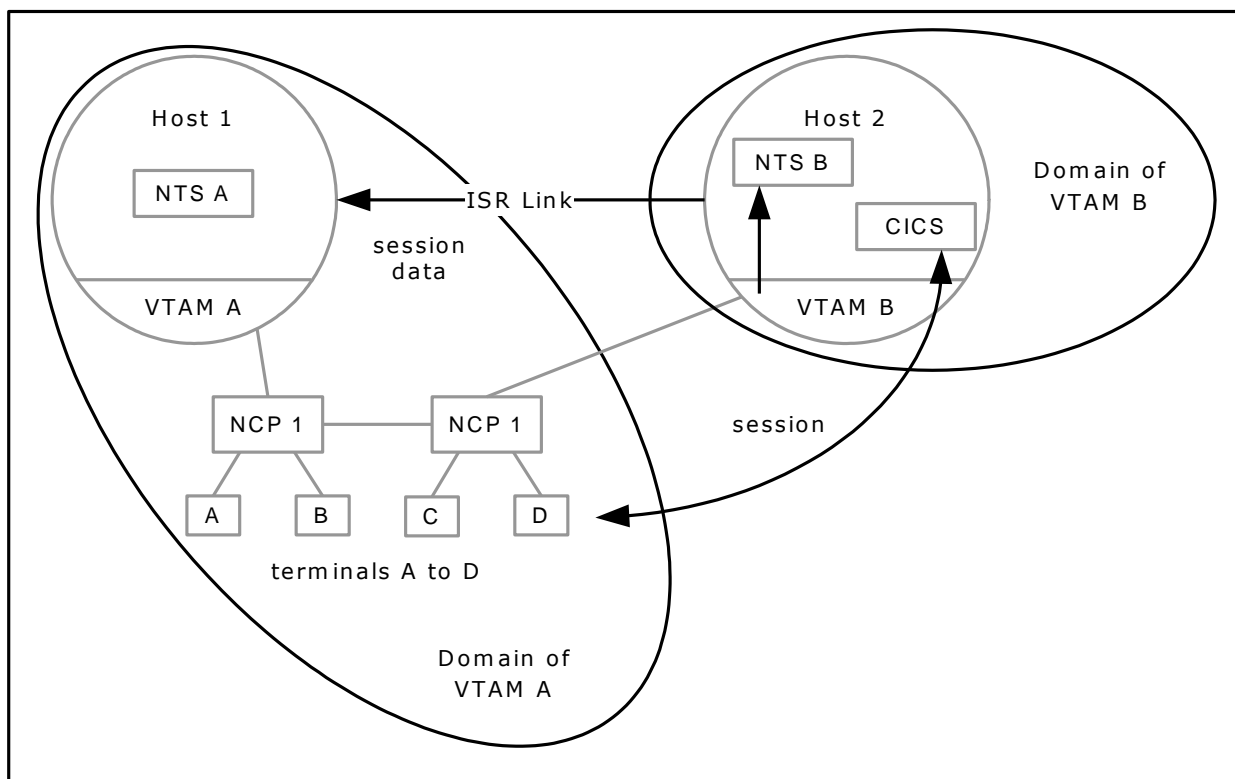 Host 1
NTS A
VTAM A
ISR Link
session
data
Host 2
NTS B
CICS
VTAM B
Domain of
VTAM B
NCP 1
NCP 1
session
A
B
C
D
terminals A to D
Domain of
VTAM A